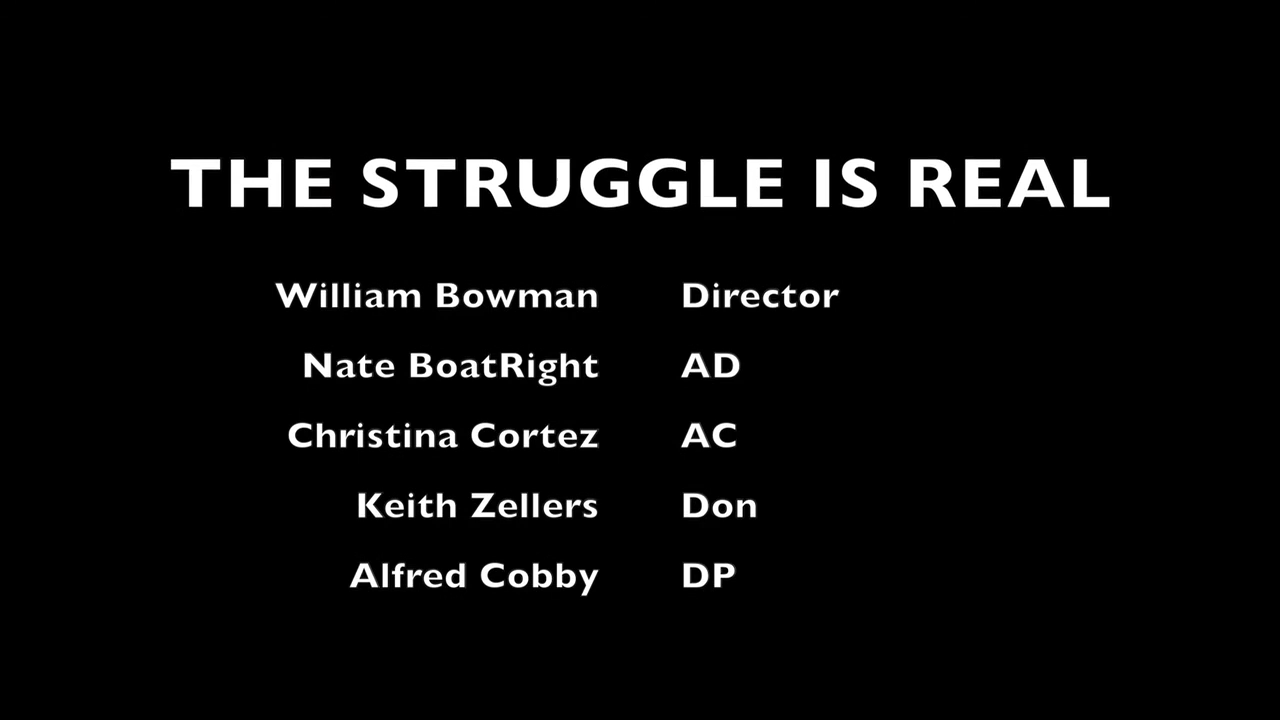 THE STRUGGLE IS REAL
William Bowman Director
Nate BoatRight AD
Christina Cortez AC
Keith Zellers Don
Alfred Cobby DP